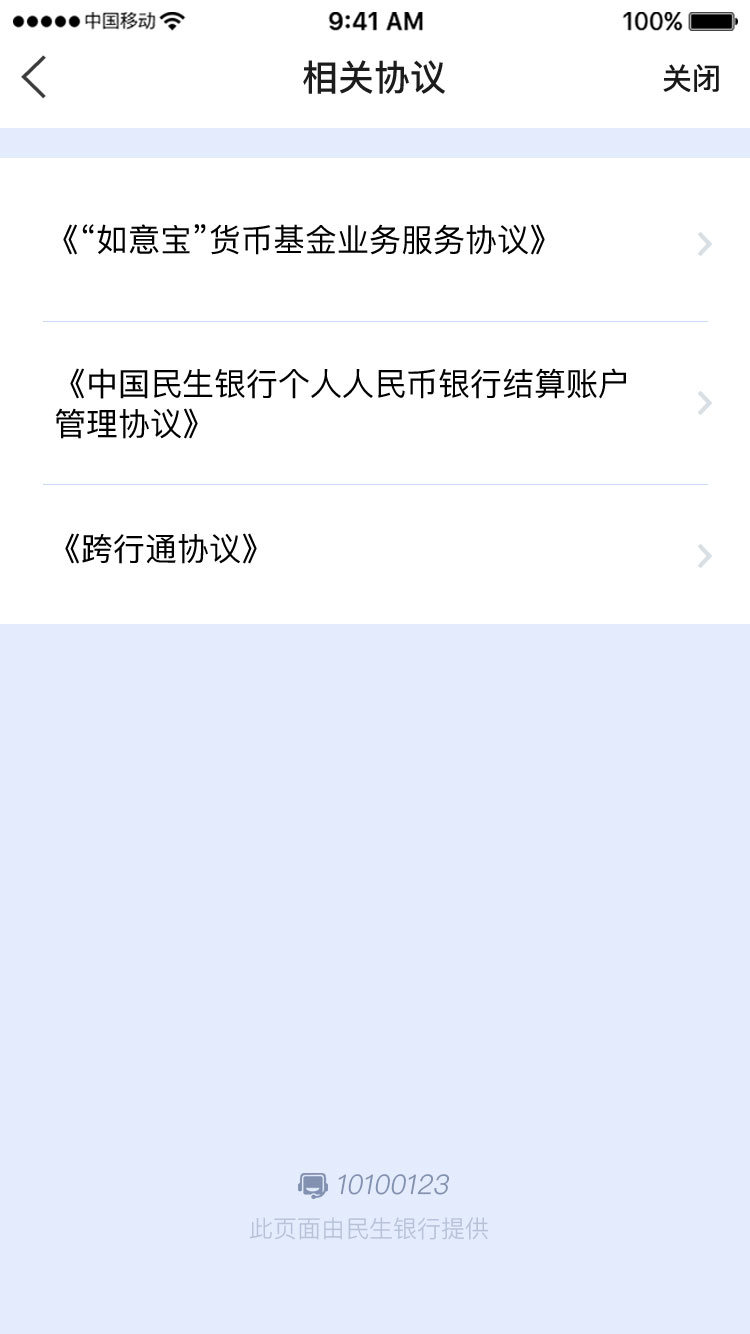 中国移动
9:41 AM
100%
相关协议
关闭
《“如意宝”货币基金业务服务协议》
《中国民生银行个人人民币银行结算账户
管理协议》
《跨行通协议》
10100123
此页面由民生银行提供